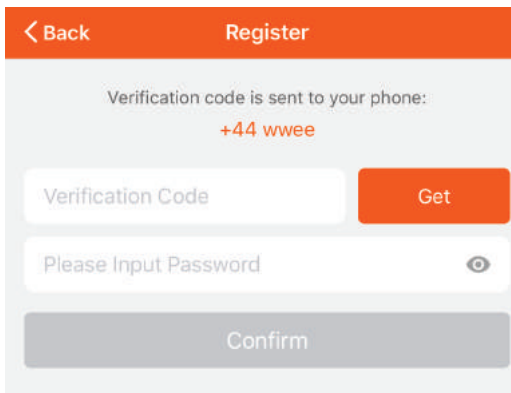 Back
Register
Verification code is sent to your phone:
+44 wwee
Verification Code
Get
Please Input Password
Confirm